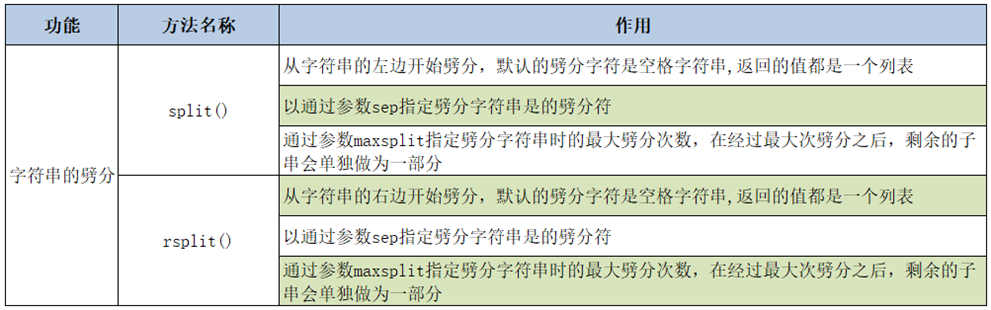 功能 方法名称 作用
字符串的劈分
split()
从字符串的左边开始劈分，默认的劈分字符是空格字符串,返回的值都是一个列表
以通过参数sep指定劈分字符串是的劈分符
通过参数maxsplit指定劈分字符串时的最大劈分次数，在经过最大次劈分之后，剩余的子
串会单独做为一部分
rsplit()
从字符串的右边开始劈分，默认的劈分字符是空格字符串,返回的值都是一个列表
以通过参数sep指定劈分字符串是的劈分符
通过参数maxsplit指定劈分字符串时的最大劈分次数，在经过最大次劈分之后，剩余的子
串会单独做为一部分